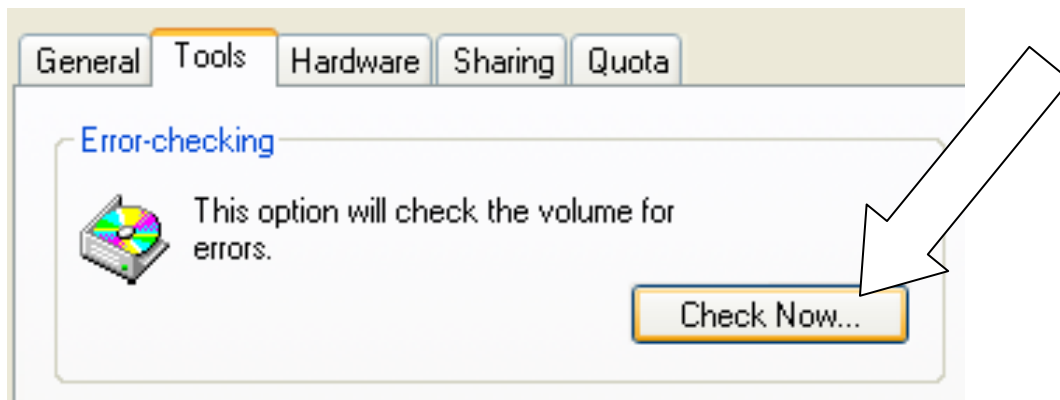 General Tools Hardware Sharing Quota
Error-checking
This option will check the volume for
errors.
Check Now...